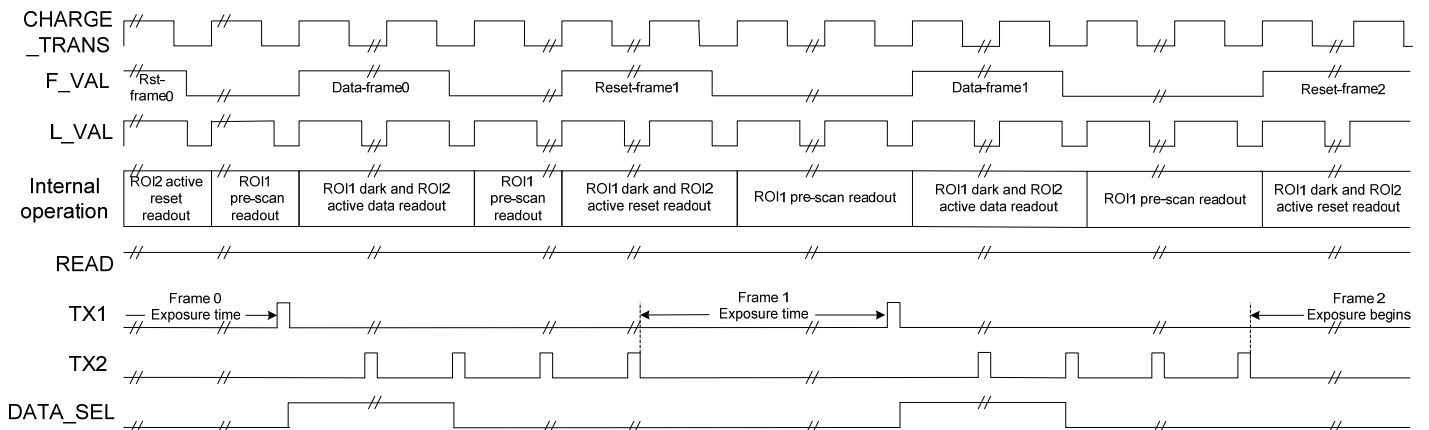 CHARGE
_TRANS
F_VAL
Rst-
frame0
Data-frame0
Reset-frame1
Data-frame1
Reset-frame2
L_VAL
Internal
operation
ROI2 active
reset
readout
ROI1
pre-scan
readout
ROI1 dark and ROI2
active data readout
ROI1
pre-scan
readout
ROI1 dark and ROI2
active reset readout
ROI1 pre-scan readout
ROI1 dark and ROI2
active data readout
ROI1 pre-scan readout
ROI1 dark and ROI2
active reset readout
READ
TX1
Frame 0
Exposure time
Frame 1
Exposure time
Frame 2
Exposure begins
TX2
DATA_SEL